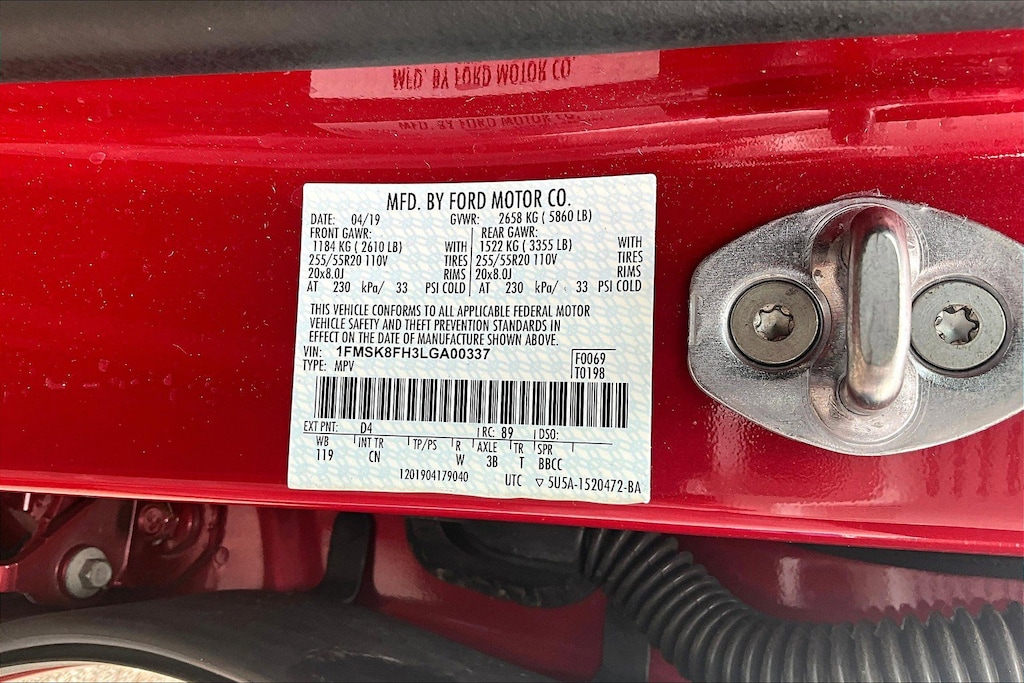 MFD. BY FORD MOTOR CO.
MFD. BY FORD MOTOR CO.
MFD. BY FORD MOTOR CO.
DATE: 04/19 GVWR: 2658 KG ( 5860 LB)
FRONT GAWR: REAR GAWR:
1184 KG ( 2610 LB) WITH 1522 KG ( 3355 LB) WITH
255/55R20 110V TIRES 255/55R20 110V TIRES
20x8.0J RIMS 20x8.0J RIMS
AT 230 kPa/ 33 PSI COLD AT 230 kPa/ 33 PSI COLD
THIS VEHICLE CONFORMS TO ALL APPLICABLE FEDERAL MOTOR
VEHICLE SAFETY AND THEFT PREVENTION STANDARDS IN
EFFECT ON THE DATE OF MANUFACTURE SHOWN ABOVE.
VIN: 1FMSK8FH3LGA00337 F0069
TYPE: MPV T0198
EXT PNT: D4 RC: 89 DSO:
WB INT TR TP/PS R AXLE TR SPR
119 CN W 3B T BBCC
1201904179040 UTC ▽ 5U5A-1520472-BA